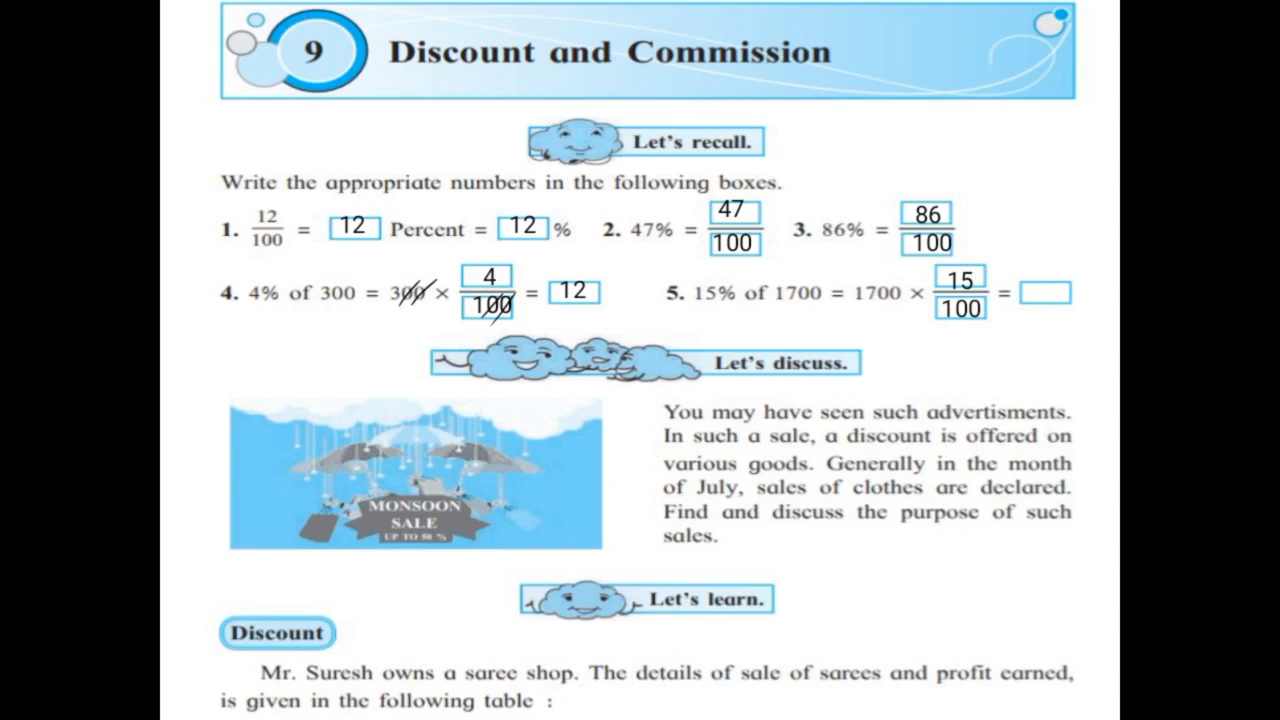 9 Discount and Commission
Let's recall.
Write the appropriate numbers in the following boxes.
1. 12/100 = 12 Percent = 12 % 2. 47% = 47/100 3. 86% = 86/100
4. 4% of 300 = 300 × 4/100 = 12 5. 15% of 1700 = 1700 × 15/100 =
Let's discuss.
You may have seen such advertisments.
In such a sale, a discount is offered on
various goods. Generally in the month
of July, sales of clothes are declared.
Find and discuss the purpose of such
sales.
MONSOON
SALE
UP TO 50 %
Let's learn.
Discount
Mr. Suresh owns a saree shop. The details of sale of sarees and profit earned,
is given in the following table :